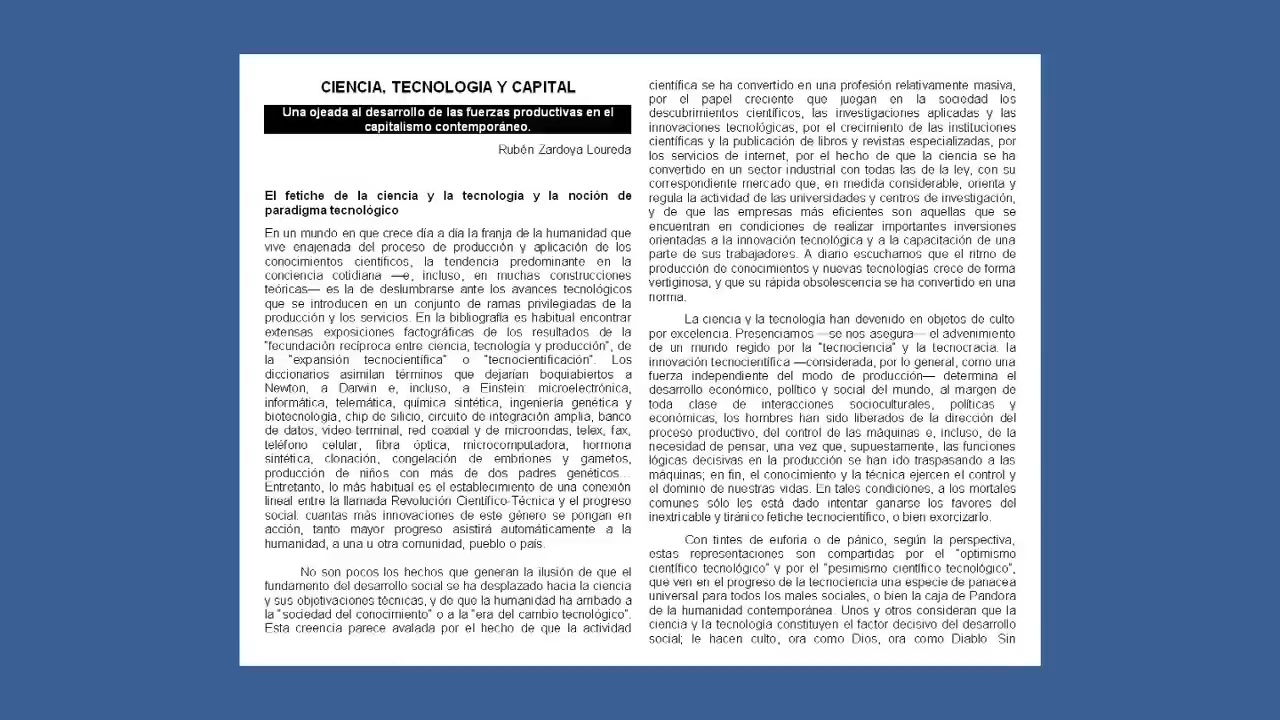 CIENCIA, TECNOLOGIA Y CAPITAL
Una ojeada al desarrollo de las fuerzas productivas en el
capitalismo contemporáneo.
Rubén Zardoya Loureda
El fetiche de la ciencia y la tecnología y la noción de
paradigma tecnológico
En un mundo en que crece día a día la franja de la humanidad que
vive enajenada del proceso de producción y aplicación de los
conocimientos científicos, la tendencia predominante en la
conciencia cotidiana —e, incluso, en muchas construcciones
teóricas— es la de deslumbrarse ante los avances tecnológicos
que se introducen en un conjunto de ramas privilegiadas de la
producción y los servicios. En la bibliografía es habitual encontrar
extensas exposiciones factográficas de los resultados de la
"fecundación recíproca entre ciencia, tecnología y producción", de
la "expansión tecnocientífica" o "tecnocientificación". Los
diccionarios asimilan términos que dejarían boquiabiertos a
Newton, a Darwin e, incluso, a Einstein: microelectrónica,
informática, telemática, química sintética, ingeniería genética y
biotecnología, chip de silicio, circuito de integración amplia, banco
de datos, video terminal, red coaxial y de microondas, telex, fax,
teléfono celular, fibra óptica, microcomputadora, hormona
sintética, clonación, congelación de embriones y gametos,
producción de niños con más de dos padres genéticos...
Entretanto, lo más habitual es el establecimiento de una conexión
lineal entre la llamada Revolución Científico-Técnica y el progreso
social: cuantas más innovaciones de este género se pongan en
acción, tanto mayor progreso asistirá automáticamente a la
humanidad, a una u otra comunidad, pueblo o país.
No son pocos los hechos que generan la ilusión de que el
fundamento del desarrollo social se ha desplazado hacia la ciencia
y sus objetivaciones técnicas, y de que la humanidad ha arribado a
la "sociedad del conocimiento" o a la "era del cambio tecnológico".
Esta creencia parece avalada por el hecho de que la actividad
científica se ha convertido en una profesión relativamente masiva,
por el papel creciente que juegan en la sociedad los
descubrimientos científicos, las investigaciones aplicadas y las
innovaciones tecnológicas, por el crecimiento de las instituciones
científicas y la publicación de libros y revistas especializadas, por
los servicios de internet, por el hecho de que la ciencia se ha
convertido en un sector industrial con todas las de la ley, con su
correspondiente mercado que, en medida considerable, orienta y
regula la actividad de las universidades y centros de investigación,
y de que las empresas más eficientes son aquellas que se
encuentran en condiciones de realizar importantes inversiones
orientadas a la innovación tecnológica y a la capacitación de una
parte de sus trabajadores. A diario escuchamos que el ritmo de
producción de conocimientos y nuevas tecnologías crece de forma
vertiginosa, y que su rápida obsolescencia se ha convertido en una
norma.
La ciencia y la tecnología han devenido en objetos de culto
por excelencia. Presenciamos —se nos asegura— el advenimiento
de un mundo regido por la "tecnociencia" y la tecnocracia: la
innovación tecnocientífica —considerada, por lo general, como una
fuerza independiente del modo de producción— determina el
desarrollo económico, político y social del mundo, al margen de
toda clase de interacciones socioculturales, políticas y
económicas; los hombres han sido liberados de la dirección del
proceso productivo, del control de las máquinas e, incluso, de la
necesidad de pensar, una vez que, supuestamente, las funciones
lógicas decisivas en la producción se han ido traspasando a las
máquinas; en fin, el conocimiento y la técnica ejercen el control y
el dominio de nuestras vidas. En tales condiciones, a los mortales
comunes sólo les está dado intentar ganarse los favores del
inextricable y tiránico fetiche tecnocientífico, o bien exorcizarlo.
Con tintes de euforia o de pánico, según la perspectiva,
estas representaciones son compartidas por el "optimismo
científico tecnológico" y por el "pesimismo científico tecnológico",
que ven en el progreso de la tecnociencia una especie de panacea
universal para todos los males sociales, o bien la caja de Pandora
de la humanidad contemporánea. Unos y otros consideran que la
ciencia y la tecnología constituyen el factor decisivo del desarrollo
social; le hacen culto, ora como Dios, ora como Diablo. Sin